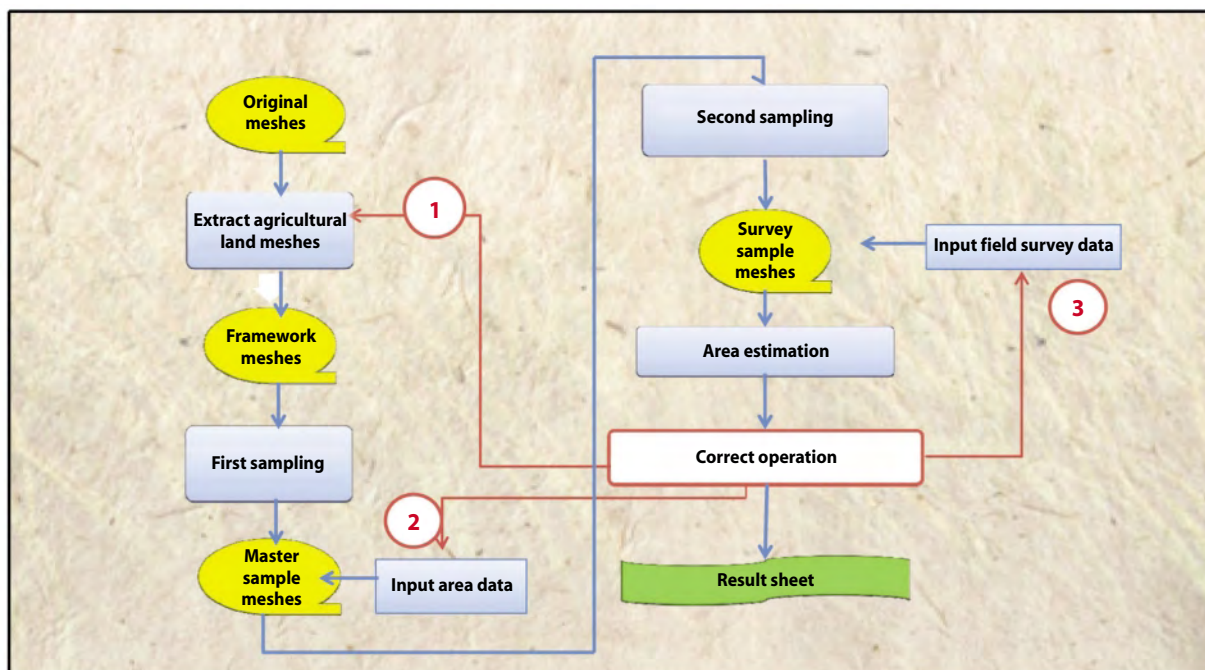 Original
meshes
Extract agricultural
land meshes
1
Framework
meshes
First sampling
2
Master
sample
meshes
Input area data
Second sampling
Survey
sample
meshes
Input field survey data
3
Area estimation
Correct operation
Result sheet